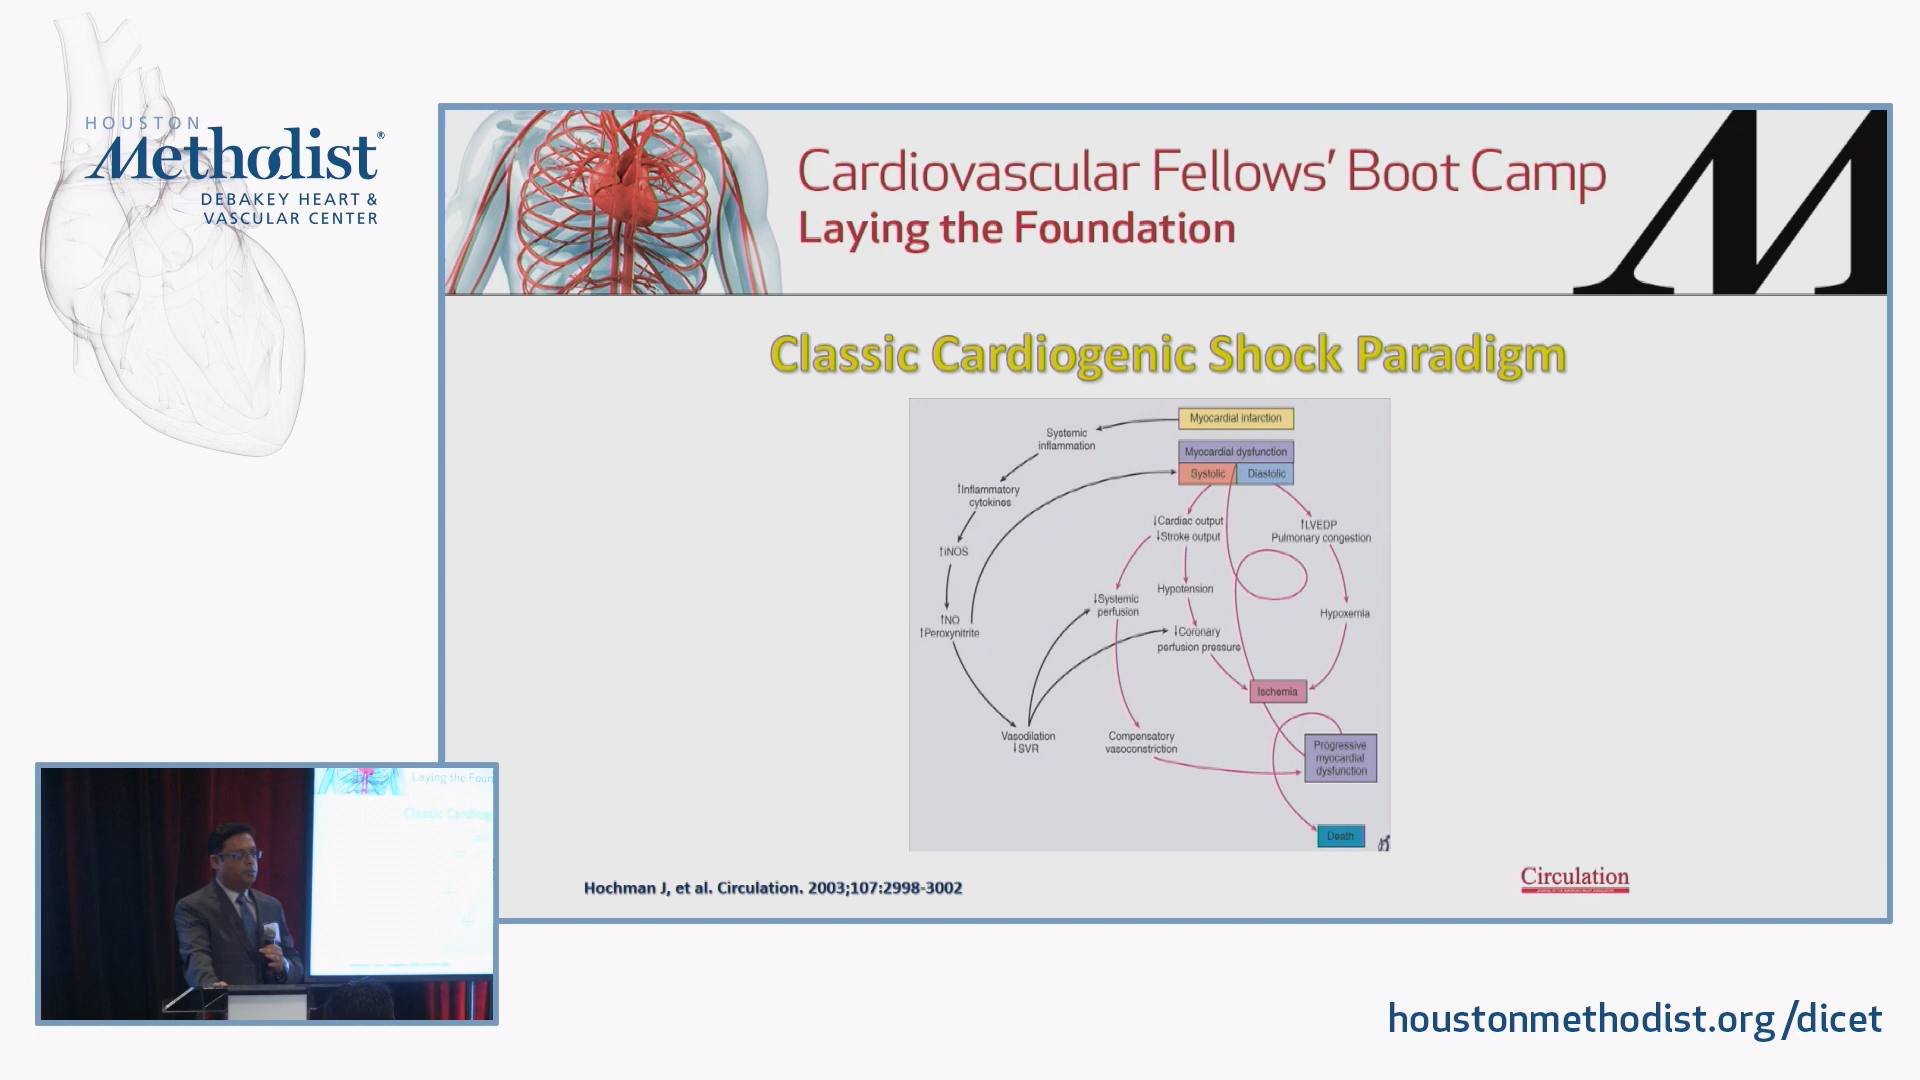 HOUSTON
Methodist®
DEBAKEY HEART &
VASCULAR CENTER
Cardiovascular Fellows' Boot Camp
Laying the Foundation
Classic Cardiogenic Shock Paradigm
Myocardial infarction
Systemic
inflammation
Myocardial dysfunction
Systolic
Diastolic
↑Inflammatory
cytokines
↓Cardiac output
↓Stroke output
↑LVEDP
Pulmonary congestion
↑iNOS
Hypotension
↓Systemic
perfusion
Hypoxemia
↑NO
↑Peroxynitrite
↓Coronary
perfusion pressure
Ischemia
Vasodilation
↓SVR
Compensatory
vasoconstriction
Progressive
myocardial
dysfunction
Death
Hochman J, et al. Circulation. 2003;107:2998-3002
Circulation
Laying the Foun
Classic Cardiog
houstonmethodist.org/dicet